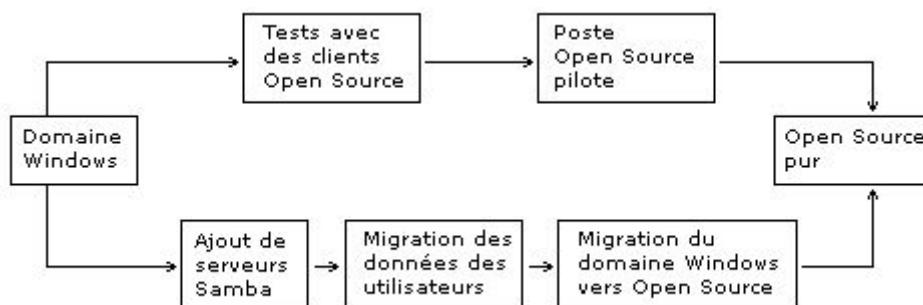 Tests avec
des clients
Open Source
Poste
Open Source
pilote
Domaine
Windows
Open Source
pur
Ajout de
serveurs
Samba
Migration des
données des
utilisateurs
Migration du
domaine Windows
vers Open Source